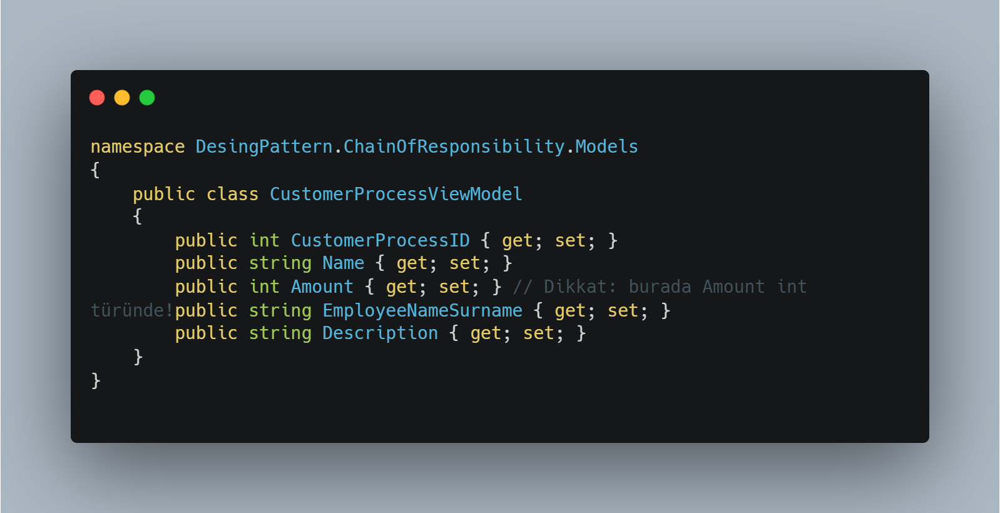 namespace DesingPattern.ChainOfResponsibility.Models
{
    public class CustomerProcessViewModel
    {
        public int CustomerProcessID { get; set; }
        public string Name { get; set; }
        public int Amount { get; set; } // Dikkat: burada Amount int
türünde!public string EmployeeNameSurname { get; set; }
        public string Description { get; set; }
    }
}